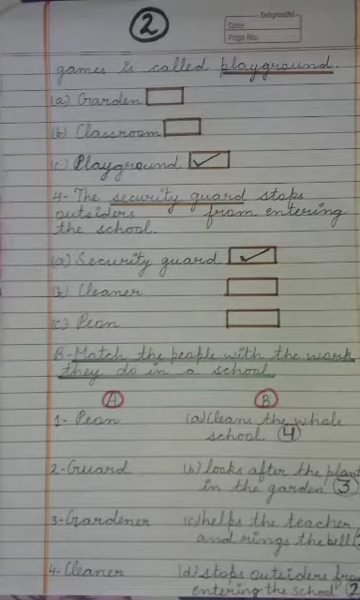 2
Sangoothi
Date
Page No.
games is called playground.
(a) Garden
(b) Classroom
(c) Playground ✓
4- The security guard stops
outsiders from entering
the school.
(a) Security guard ✓
(b) Cleaner
(c) Peon
B- Match the people with the work
they do in a school.
A B
1- Peon (a) Cleans the whole
school. 4
2- Guard (b) looks after the plant
in the garden. 3
3- Gardener (c) helps the teacher
and rings the bell
4- Cleaner (d) stops outsiders from
entering the school 2